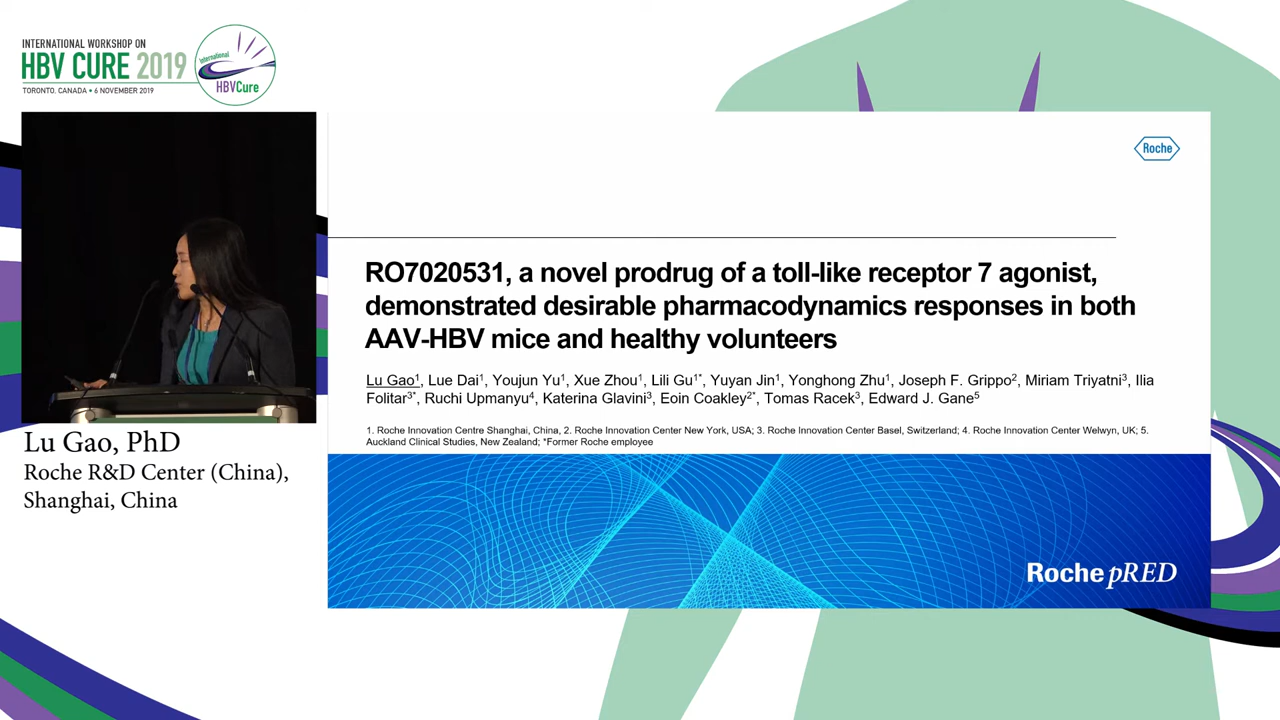 INTERNATIONAL WORKSHOP ON
HBV CURE 2019
TORONTO, CANADA • 6 NOVEMBER 2019
International
HBVCure
Roche
RO7020531, a novel prodrug of a toll-like receptor 7 agonist,
demonstrated desirable pharmacodynamics responses in both
AAV-HBV mice and healthy volunteers
Lu Gao¹, Lue Dai¹, Youjun Yu¹, Xue Zhou¹, Lili Gu¹*, Yuyan Jin¹, Yonghong Zhu¹, Joseph F. Grippo², Miriam Triyatni³, Ilia
Folitar³*, Ruchi Upmanyu⁴, Katerina Glavini³, Eoin Coakley²*, Tomas Racek³, Edward J. Gane⁵
1. Roche Innovation Centre Shanghai, China, 2. Roche Innovation Center New York, USA; 3. Roche Innovation Center Basel, Switzerland; 4. Roche Innovation Center Welwyn, UK; 5.
Auckland Clinical Studies, New Zealand; *Former Roche employee
Roche pRED
Lu Gao, PhD
Roche R&D Center (China),
Shanghai, China